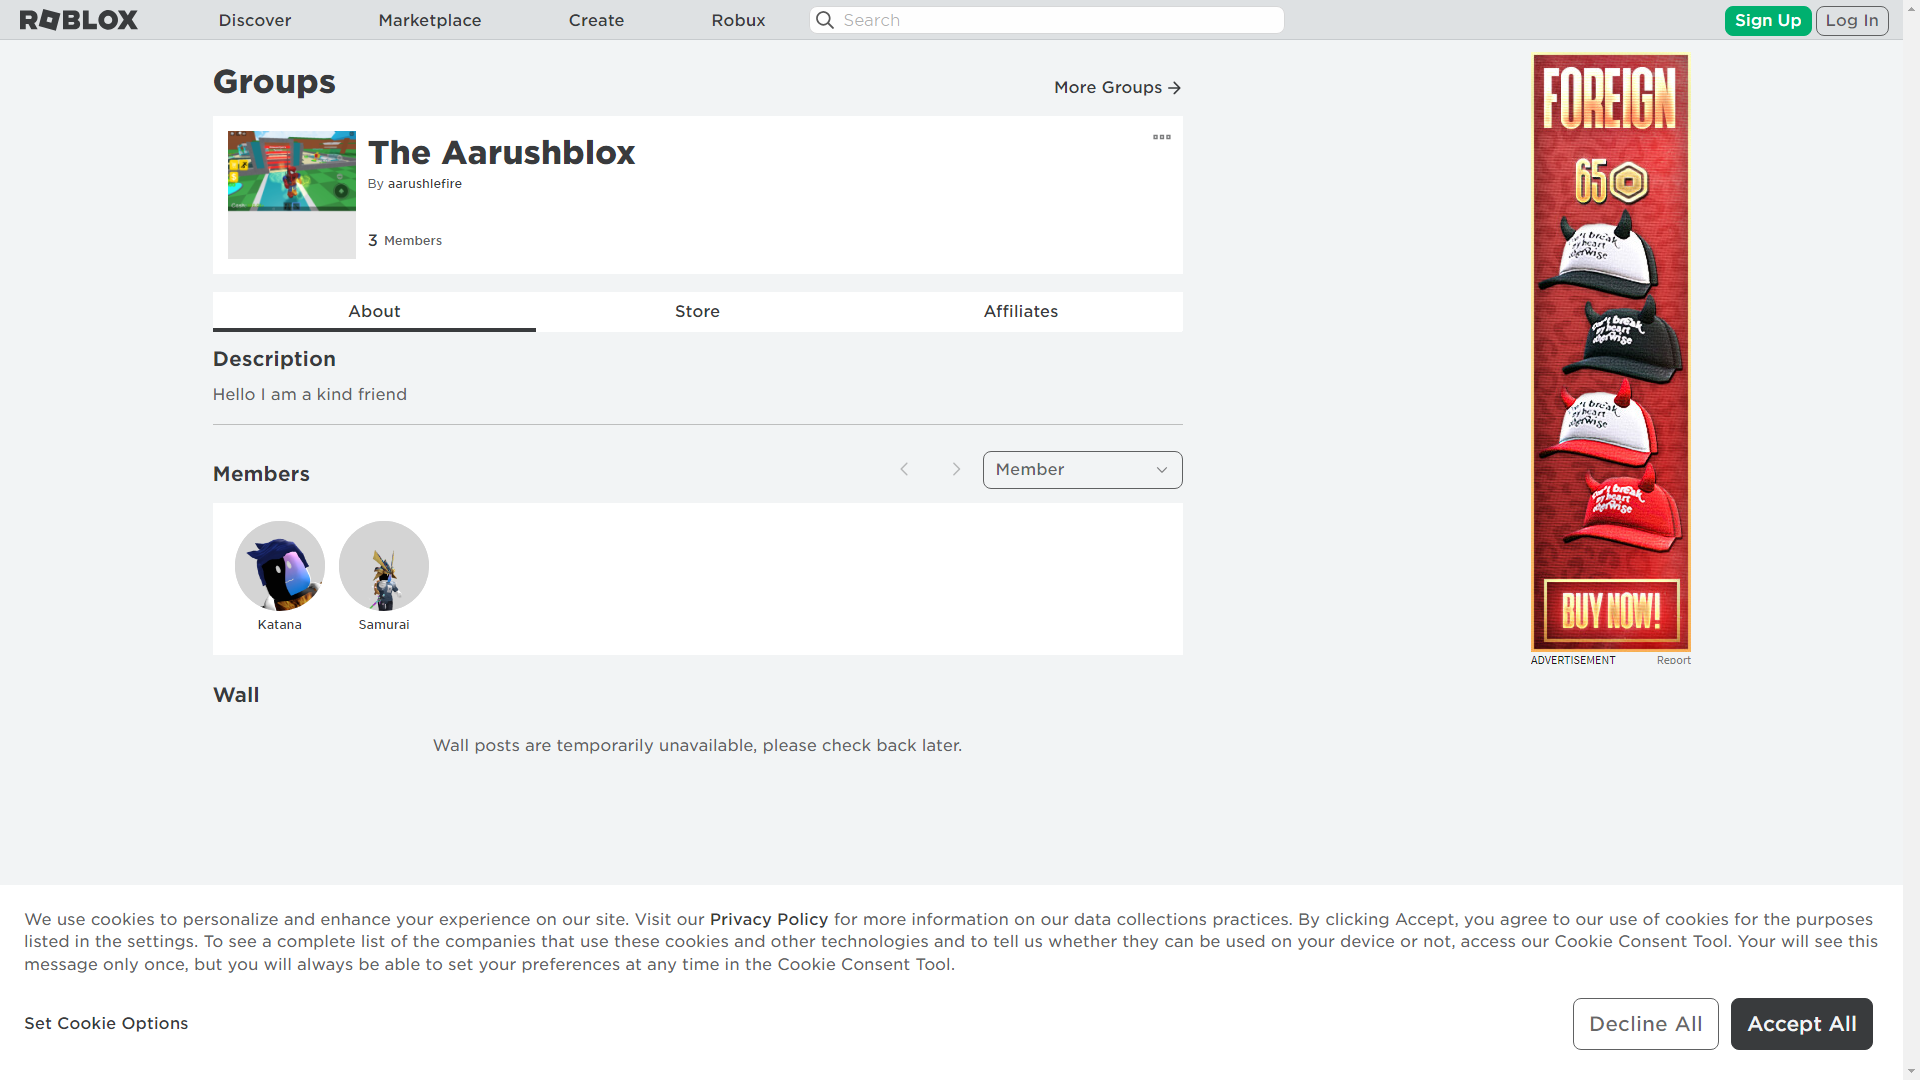 ROBLOX
Discover
Marketplace
Create
Robux
Search
Sign Up
Log In
Groups
More Groups
The Aarushblox
By aarushlefire
3 Members
About
Store
Affiliates
Description
Hello I am a kind friend
Members
Member
Katana
Samurai
Wall
Wall posts are temporarily unavailable, please check back later.
FOREIGN
65
BUY NOW!
ADVERTISEMENT
Report
We use cookies to personalize and enhance your experience on our site. Visit our Privacy Policy for more information on our data collections practices. By clicking Accept, you agree to our use of cookies for the purposes
listed in the settings. To see a complete list of the companies that use these cookies and other technologies and to tell us whether they can be used on your device or not, access our Cookie Consent Tool. Your will see this
message only once, but you will always be able to set your preferences at any time in the Cookie Consent Tool.
Set Cookie Options
Decline All
Accept All